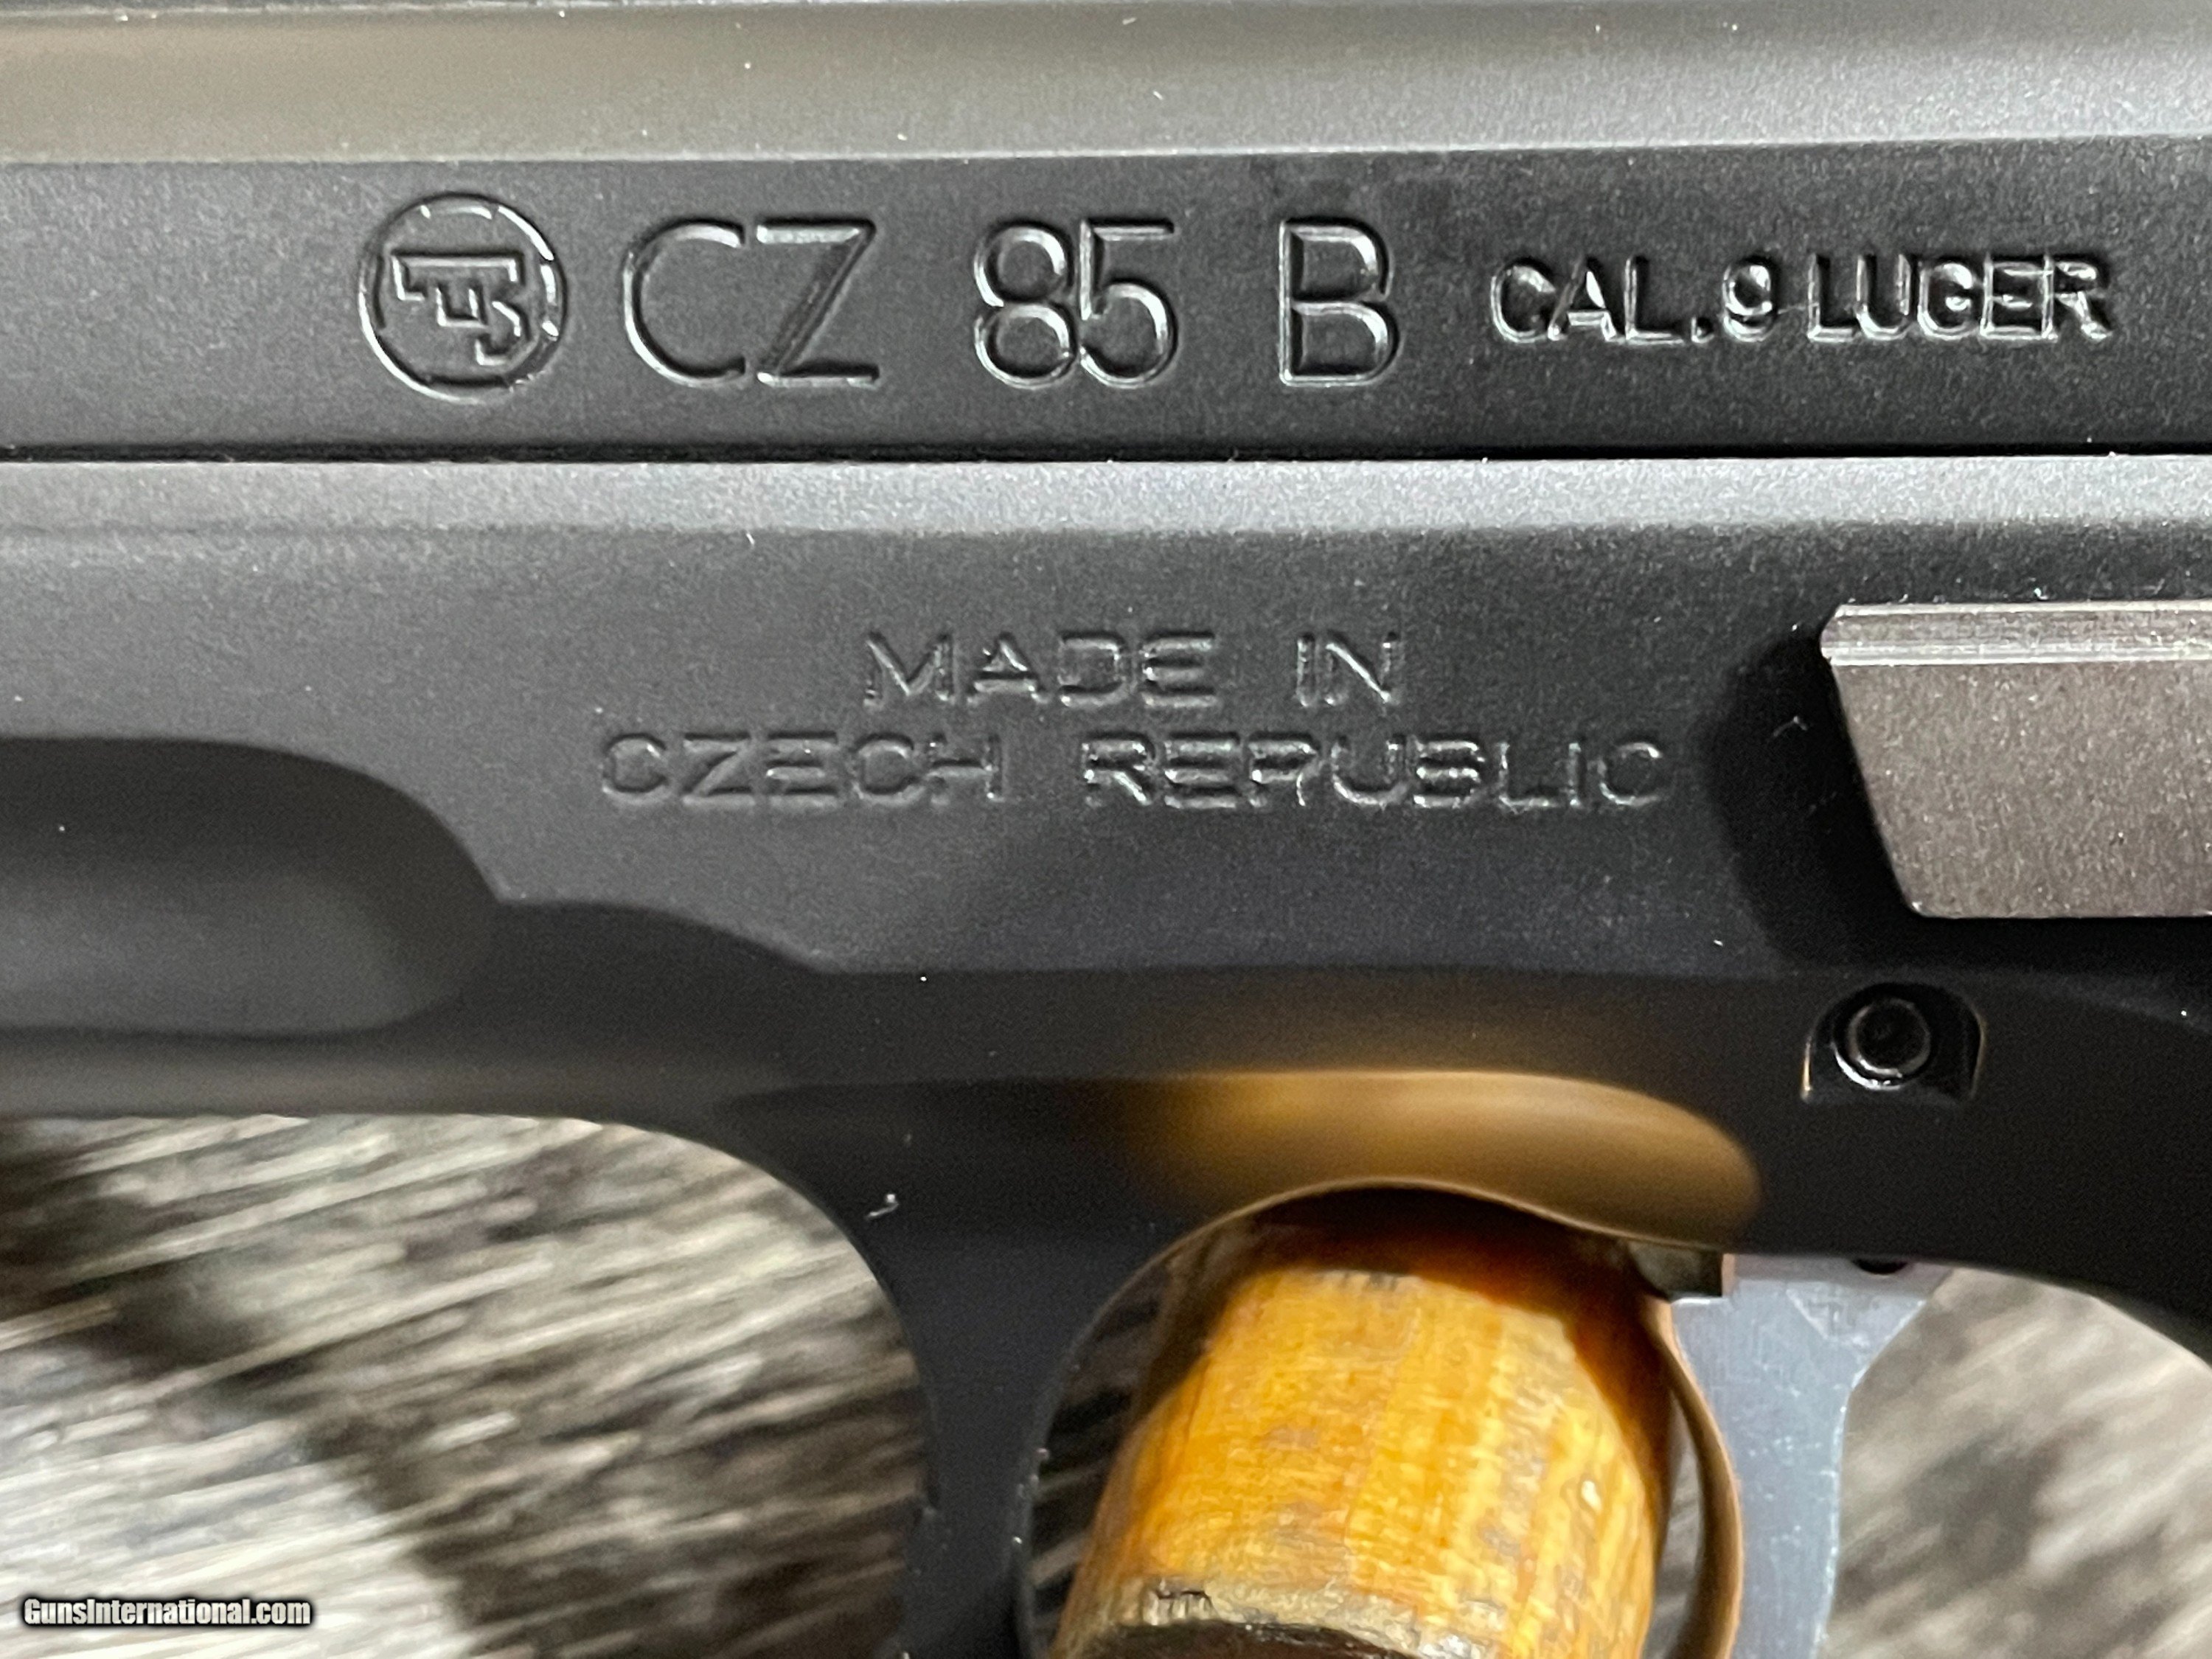 CZ 85 B CAL. 9 LUGER
MADE IN
CZECH REPUBLIC
GunsInternational.com